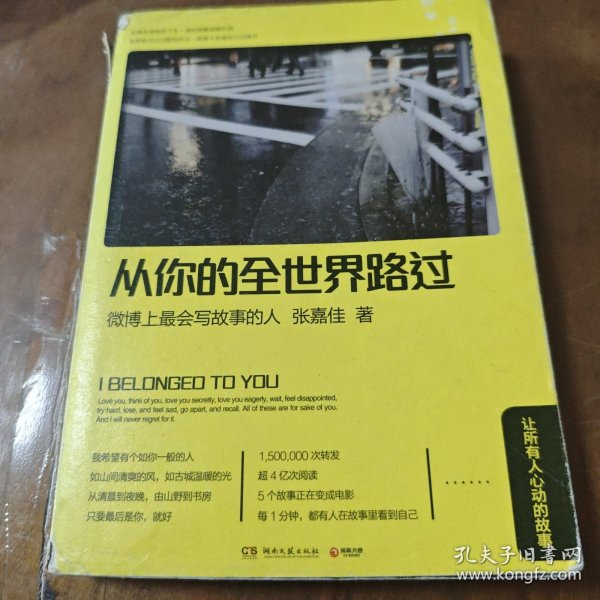 从你的全世界路过
微博上最会写故事的人 张嘉佳 著
I BELONGED TO YOU
Love you, think of you, love you secretly, love you eagerly, wait, feel disappointed,
try hard, lose, and feel sad, go apart, and recall. All of these are for sake of you.
And I will never regret for it.
我希望有个如你一般的人
如山间清爽的风，如古城温暖的光
从清晨到夜晚，由山野到书房
只要最后是你，就好
1,500,000 次转发
超 4 亿次阅读
5 个故事正在变成电影
每 1 分钟，都有人在故事里看到自己
......
让所有人心动的故事
湖南文艺出版社
博集天卷
CS-BOOKY
孔夫子旧书网
www.kongfz.com